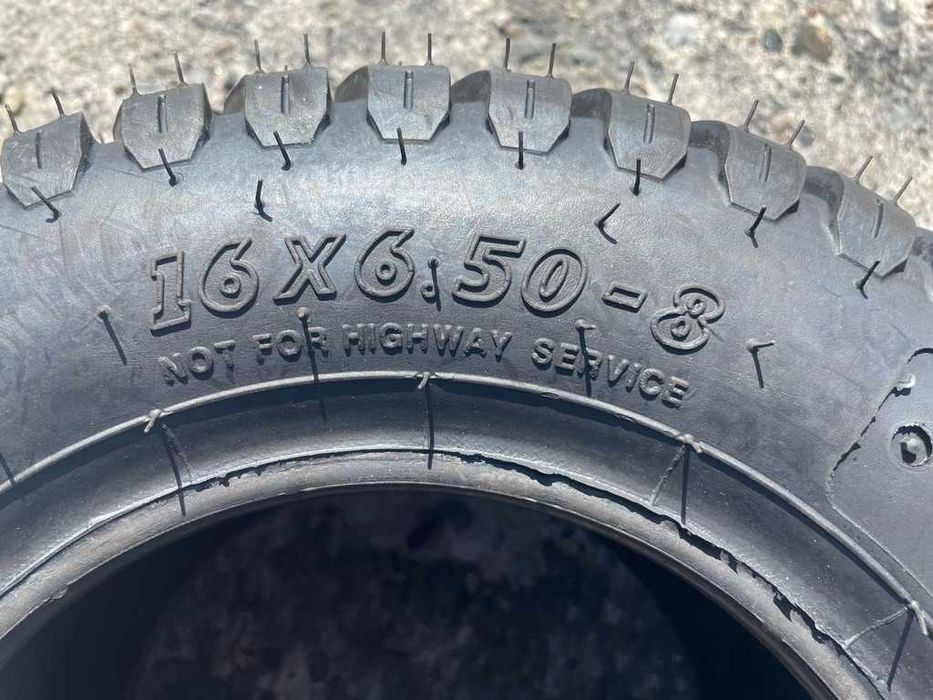 16X6.50-8
NOT FOR HIGHWAY SERVICE